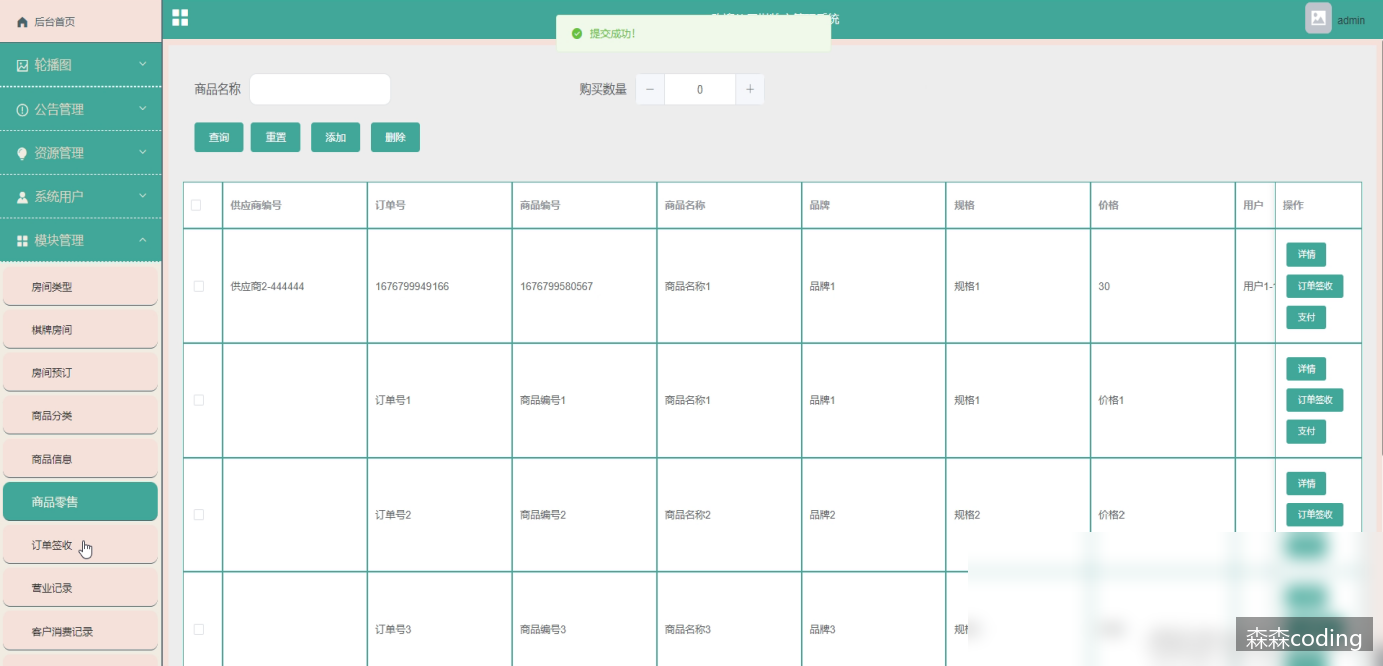 后台首页
admin
提交成功!
轮播图
公告管理
资源管理
系统用户
模块管理
房间类型
棋牌房间
房间预订
商品分类
商品信息
商品零售
订单签收
营业记录
客户消费记录
商品名称
购买数量
0
查询 重置 添加 删除
供应商编号 订单号 商品编号 商品名称 品牌 规格 价格 用户 操作
供应商2-444444 1676799949166 1676799580567 商品名称1 品牌1 规格1 30 用户1-
详情
订单签收
支付
订单号1 商品编号1 商品名称1 品牌1 规格1 价格1
详情
订单签收
支付
订单号2 商品编号2 商品名称2 品牌2 规格2 价格2
详情
订单签收
订单号3 商品编号3 商品名称3 品牌3
森森coding